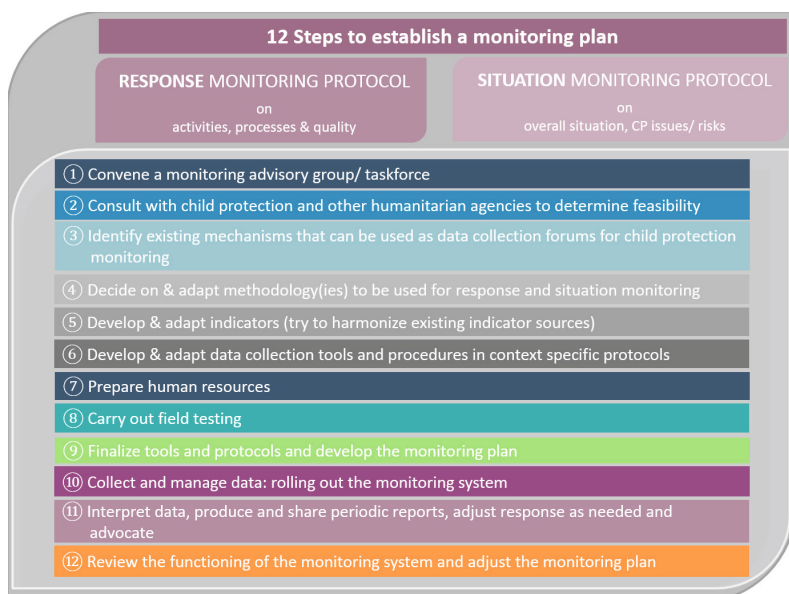 12 Steps to establish a monitoring plan
RESPONSE MONITORING PROTOCOL
on
activities, processes & quality
SITUATION MONITORING PROTOCOL
on
overall situation, CP issues/ risks
① Convene a monitoring advisory group/ taskforce
② Consult with child protection and other humanitarian agencies to determine feasibility
③ Identify existing mechanisms that can be used as data collection forums for child protection
monitoring
④ Decide on & adapt methodology(ies) to be used for response and situation monitoring
⑤ Develop & adapt indicators (try to harmonize existing indicator sources)
⑥ Develop & adapt data collection tools and procedures in context specific protocols
⑦ Prepare human resources
⑧ Carry out field testing
⑨ Finalize tools and protocols and develop the monitoring plan
⑩ Collect and manage data: rolling out the monitoring system
⑪ Interpret data, produce and share periodic reports, adjust response as needed and
advocate
⑫ Review the functioning of the monitoring system and adjust the monitoring plan